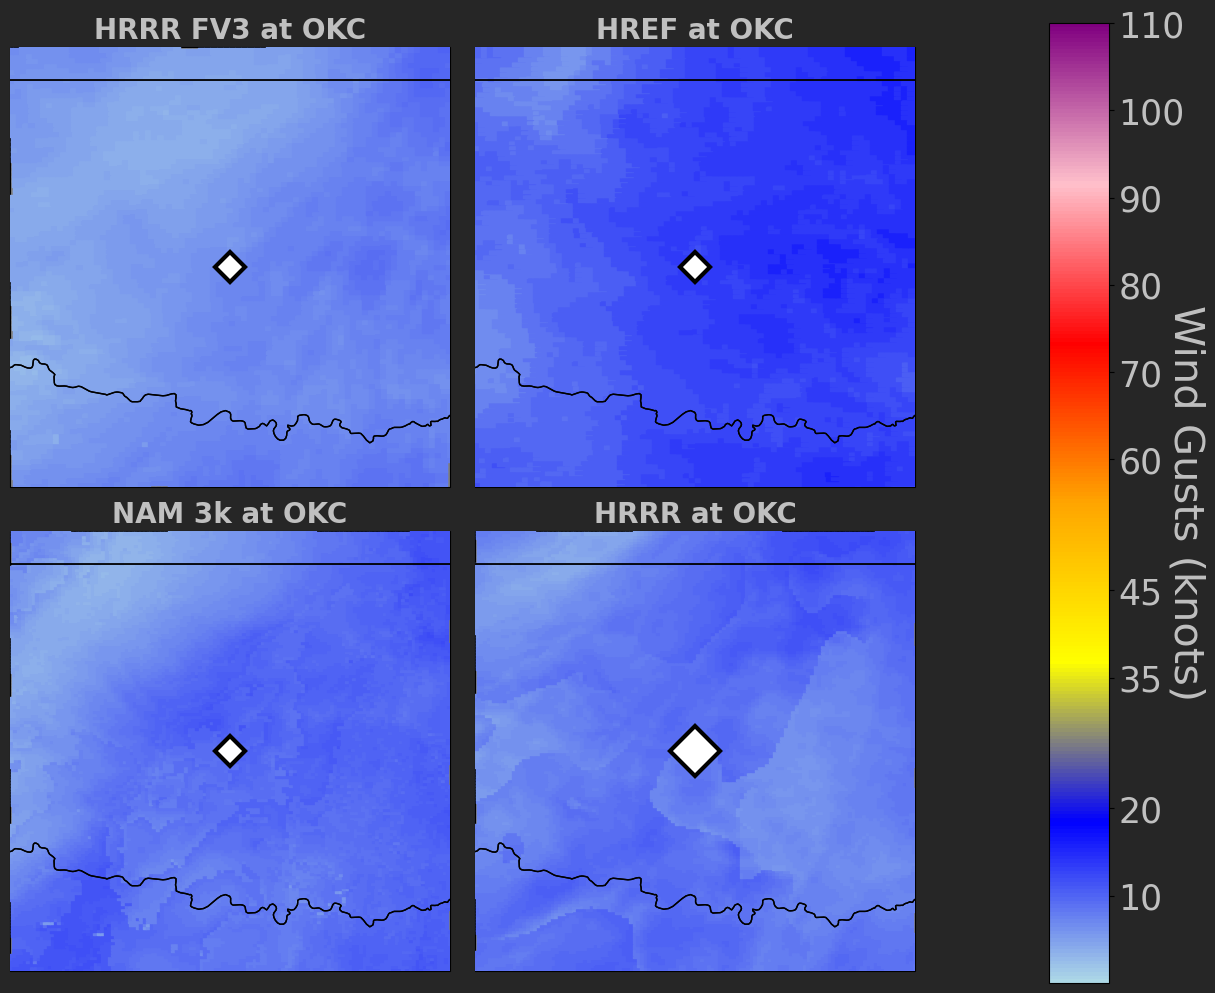 HRRR FV3 at OKC
HREF at OKC
NAM 3k at OKC
HRRR at OKC
110
100
90
80
70
60
45
35
20
10
Wind Gusts (knots)